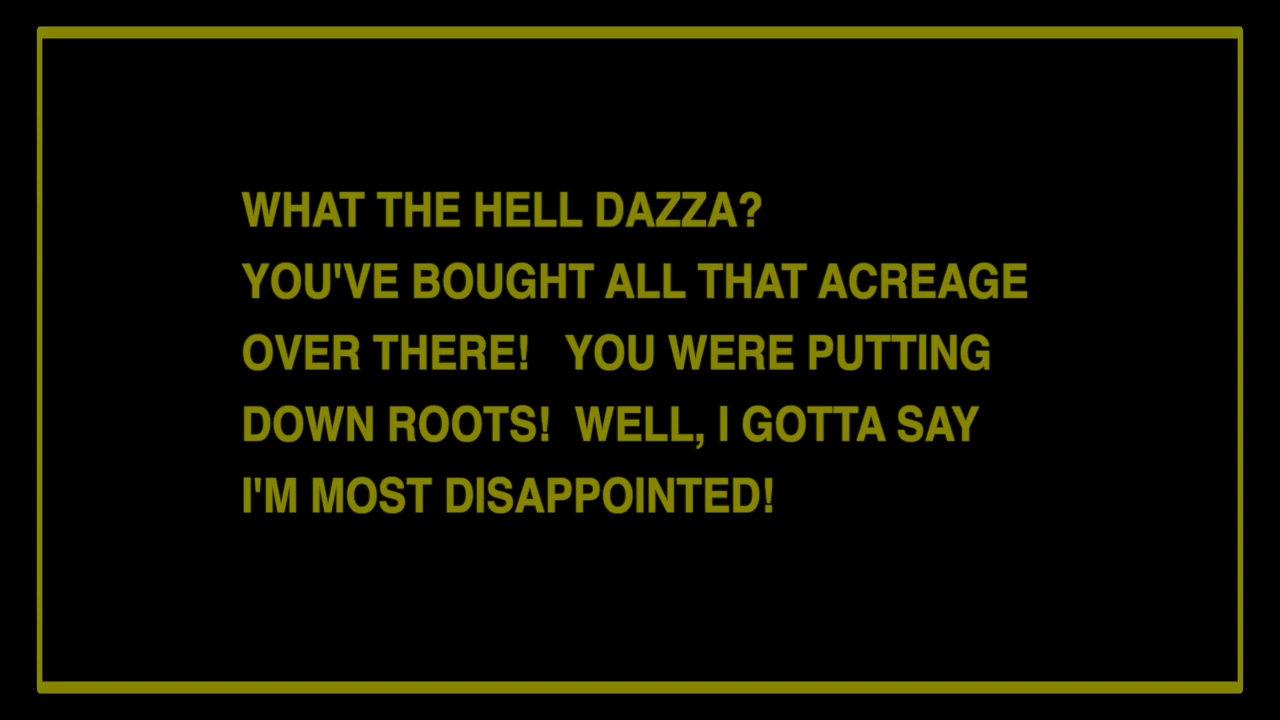 WHAT THE HELL DAZZA?
YOU'VE BOUGHT ALL THAT ACREAGE
OVER THERE!   YOU WERE PUTTING
DOWN ROOTS!  WELL, I GOTTA SAY
I'M MOST DISAPPOINTED!